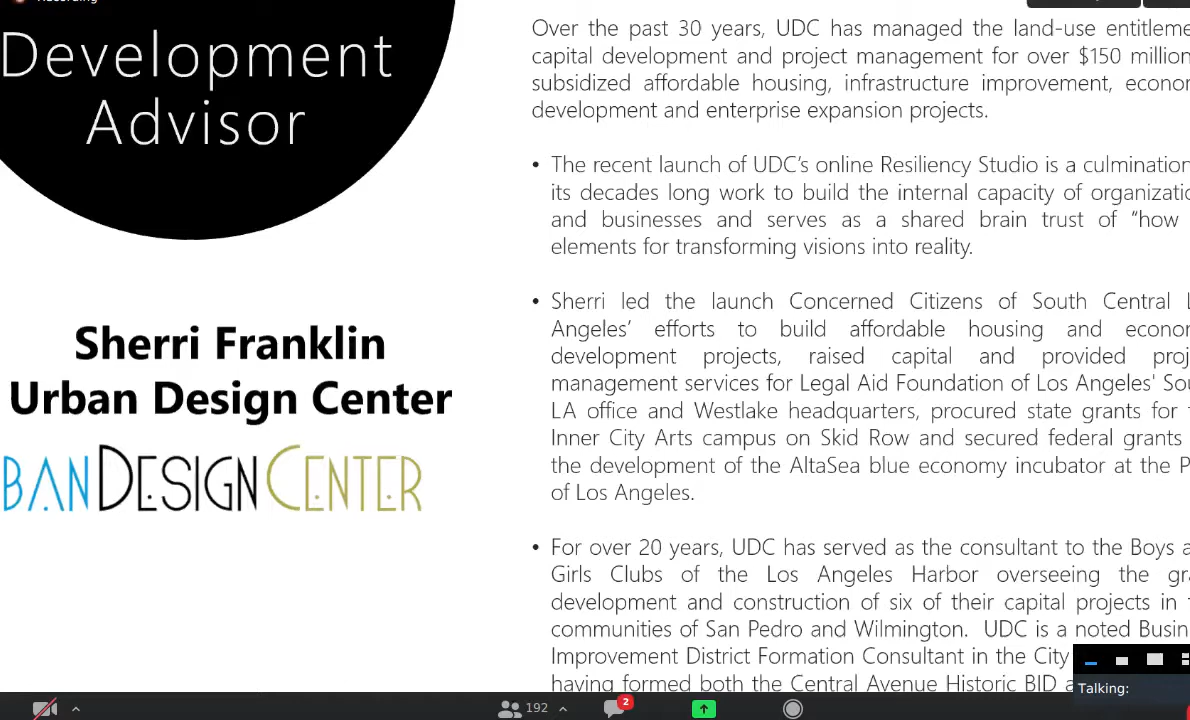 Development
Advisor
Sherri Franklin
Urban Design Center
BAN DESIGN CENTER
Over the past 30 years, UDC has managed the land-use
capital development and project management for over $150 million
subsidized affordable housing, infrastructure improvement,
development and enterprise expansion projects.
• The recent launch of UDC’s online Resiliency Studio is a culmination
its decades long work to build the internal capacity of
and businesses and serves as a shared brain trust of “how
elements for transforming visions into reality.
• Sherri led the launch Concerned Citizens of South Central
Angeles’ efforts to build affordable housing and
development projects, raised capital and provided
management services for Legal Aid Foundation of Los Angeles'
LA office and Westlake headquarters, procured state grants for
Inner City Arts campus on Skid Row and secured federal grants
the development of the AltaSea blue economy incubator at the
of Los Angeles.
• For over 20 years, UDC has served as the consultant to the Boys
Girls Clubs of the Los Angeles Harbor overseeing the
development and construction of six of their capital projects in
communities of San Pedro and Wilmington. UDC is a noted
Improvement District Formation Consultant in the City
having formed both the Central Avenue Historic BID
Talking:
192
2